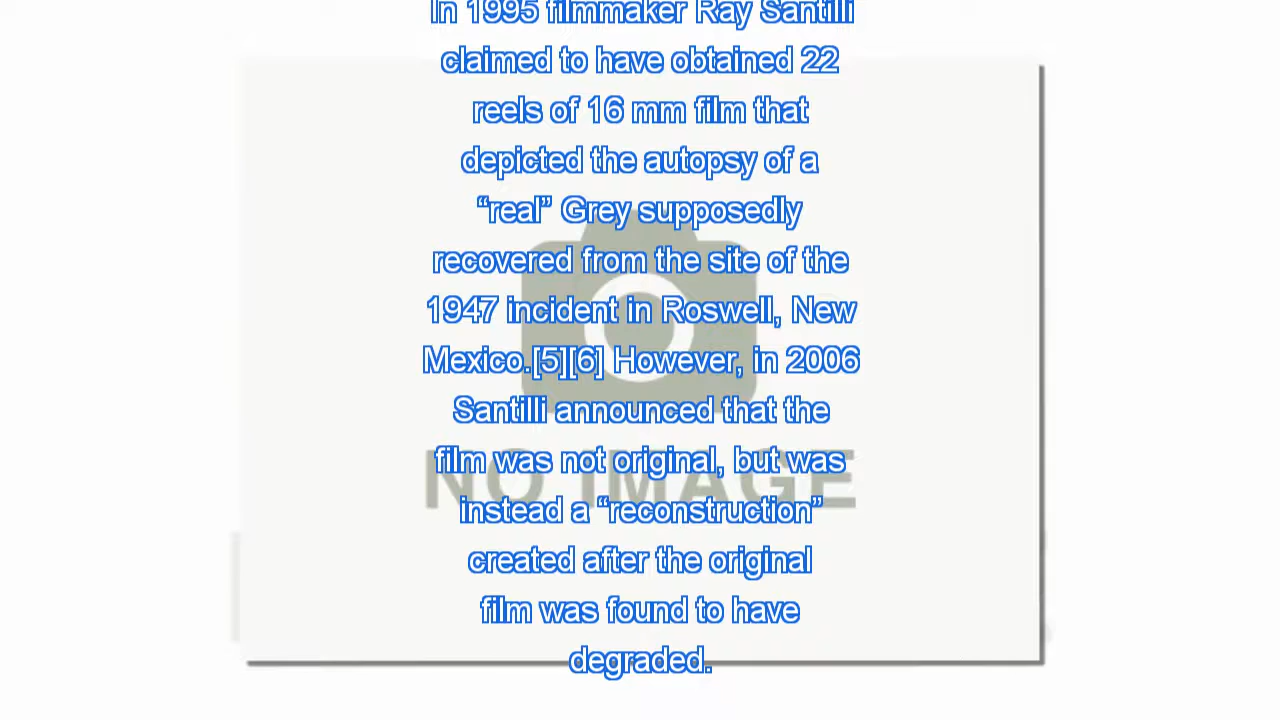 In 1995 filmmaker Ray Santilli
claimed to have obtained 22
reels of 16 mm film that
depicted the autopsy of a
“real” Grey supposedly
recovered from the site of the
1947 incident in Roswell, New
Mexico.[5][6] However, in 2006
Santilli announced that the
film was not original, but was
NO IMAGE
instead a “reconstruction”
created after the original
film was found to have
degraded.